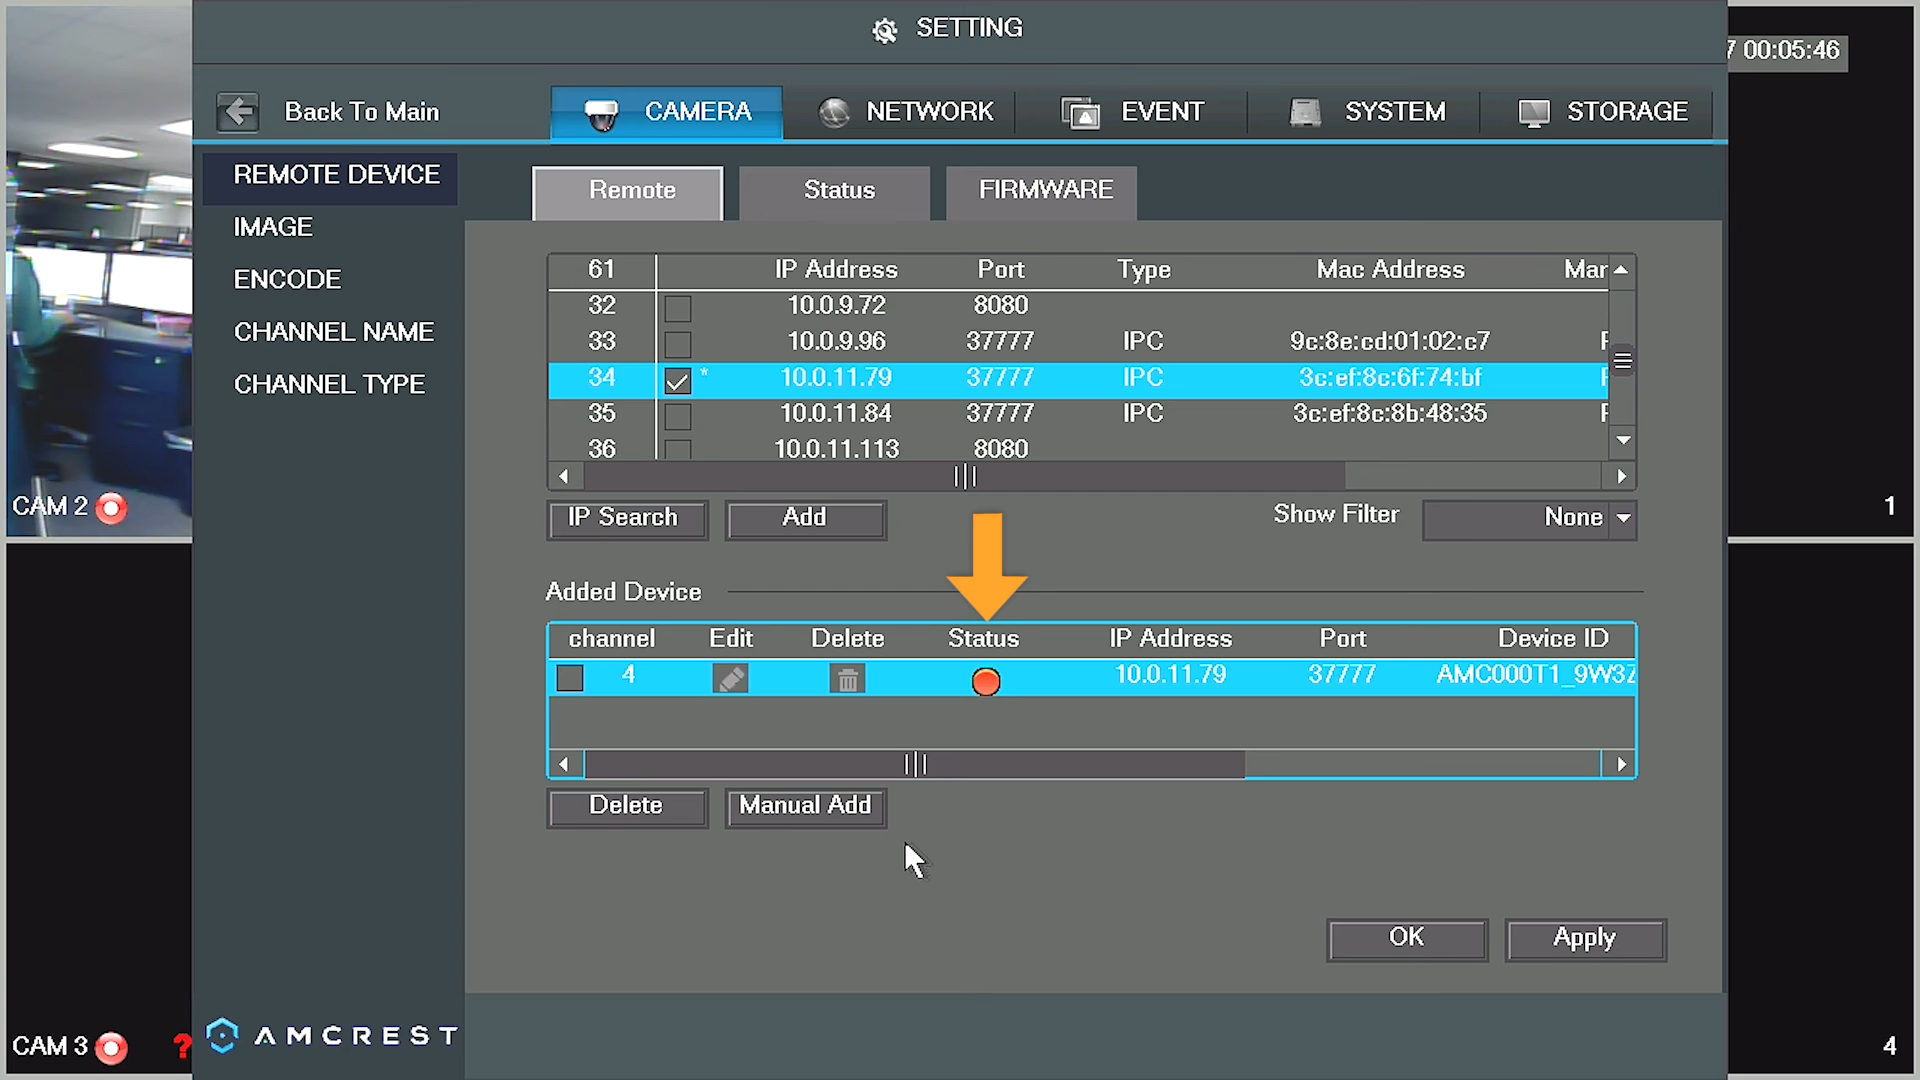 SETTING
7 00:05:46
Back To Main
CAMERA
NETWORK
EVENT
SYSTEM
STORAGE
REMOTE DEVICE
IMAGE
ENCODE
CHANNEL NAME
CHANNEL TYPE
Remote
Status
FIRMWARE
61 IP Address Port Type Mac Address Mar
32 10.0.9.72 8080
33 10.0.9.96 37777 IPC 9c:8e:cd:01:02:c7
34 * 10.0.11.79 37777 IPC 3c:ef:8c:6f:74:bf
35 10.0.11.84 37777 IPC 3c:ef:8c:8b:48:35
36 10.0.11.113 8080
IP Search
Add
Show Filter
None
Added Device
channel Edit Delete Status IP Address Port Device ID
4 10.0.11.79 37777 AMC000T1_9W3Z
Delete
Manual Add
OK
Apply
CAM 2
1
CAM 3
?
AMCREST
4